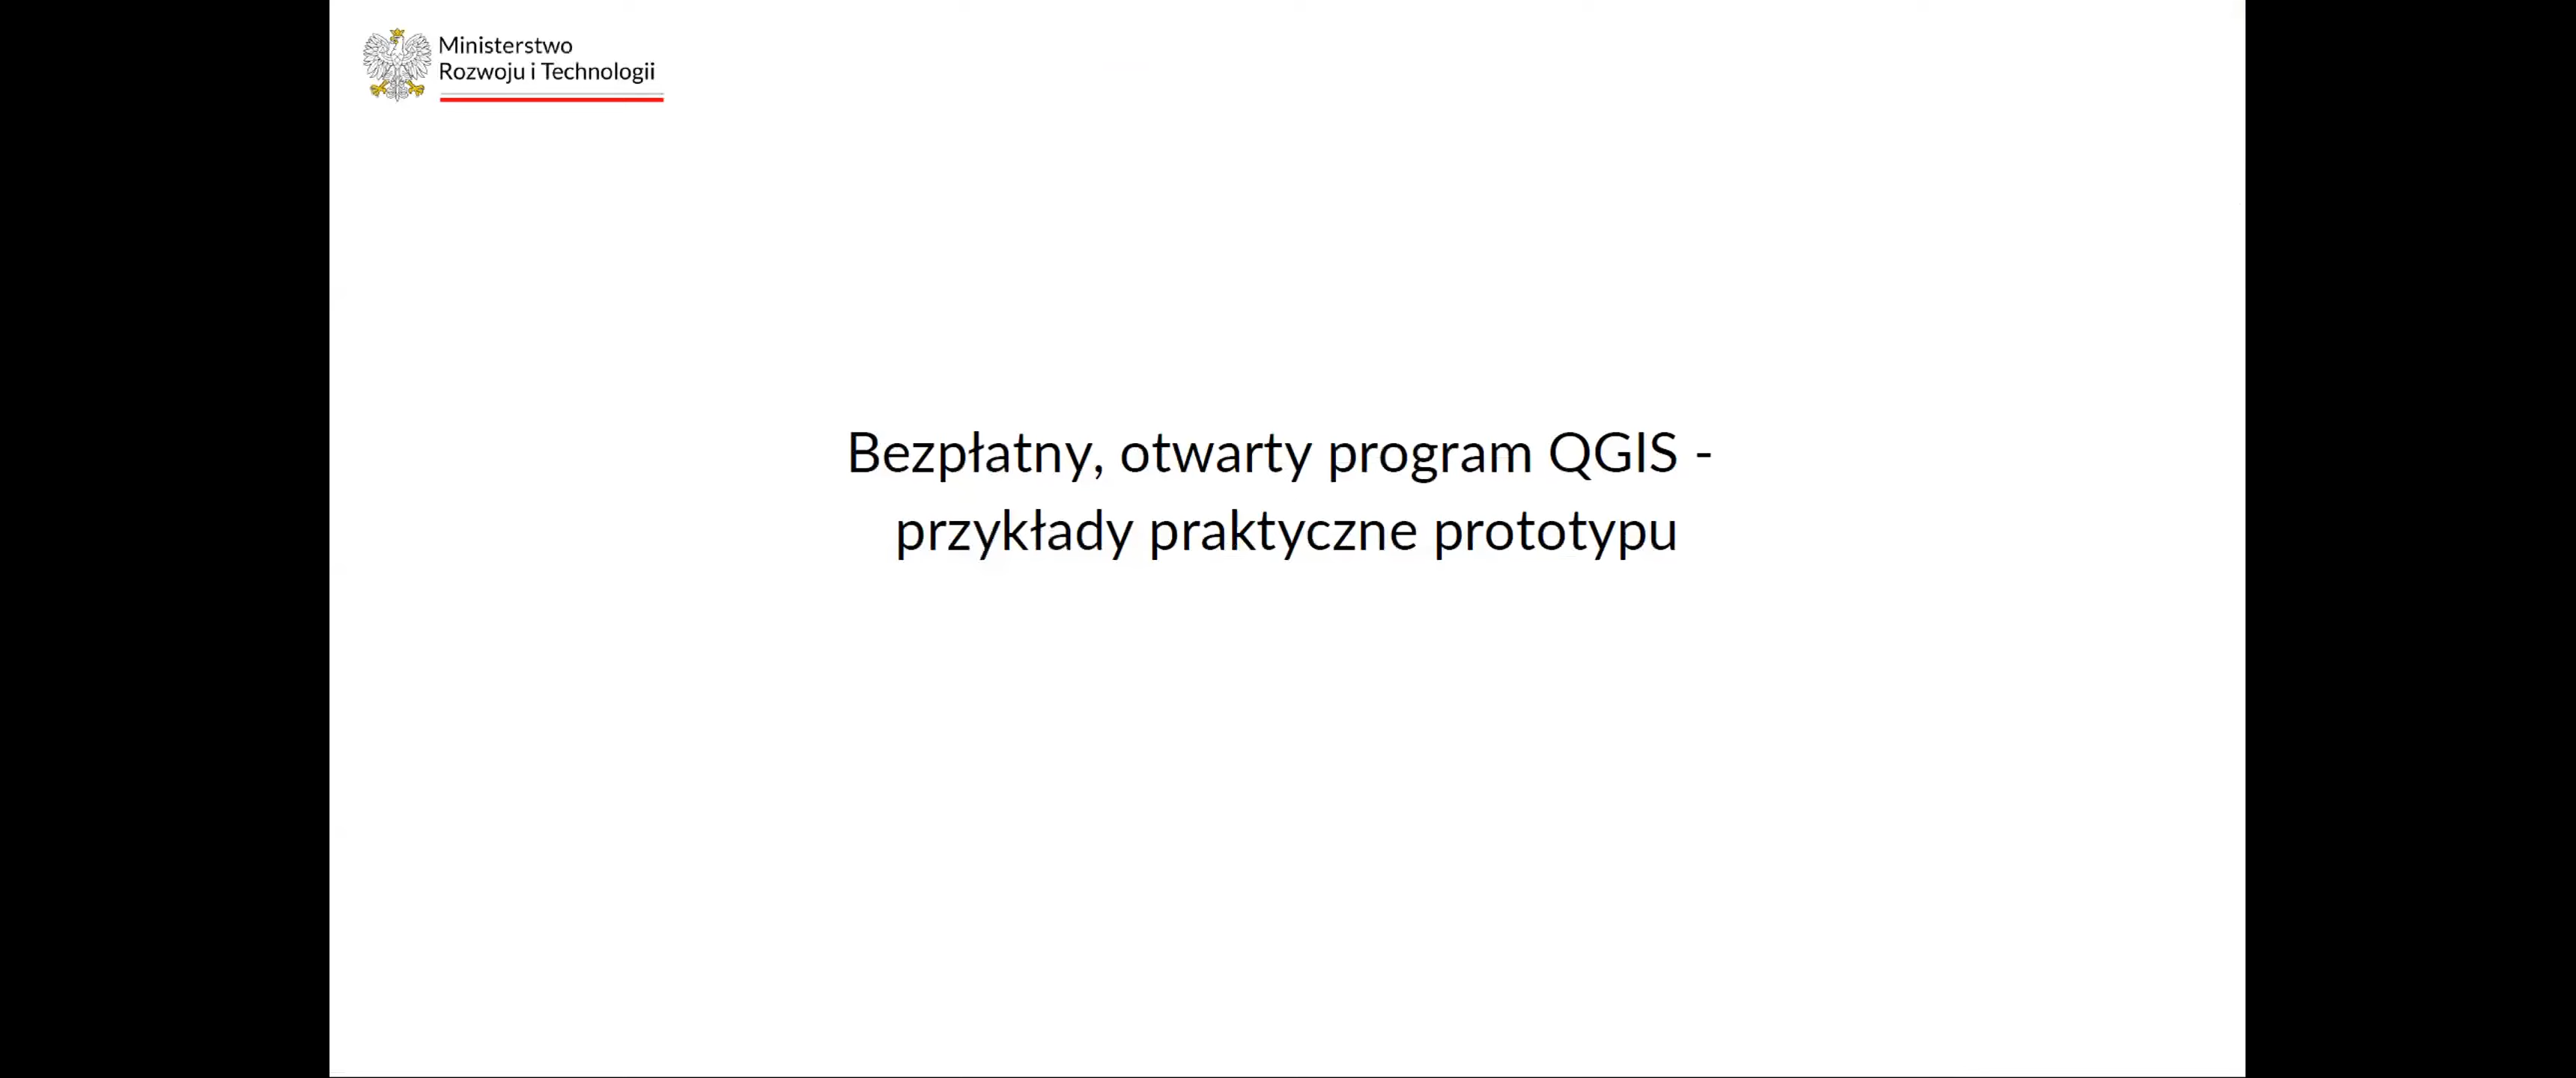 Ministerstwo
Rozwoju i Technologii
Bezpłatny, otwarty program QGIS -
przykłady praktyczne prototypu